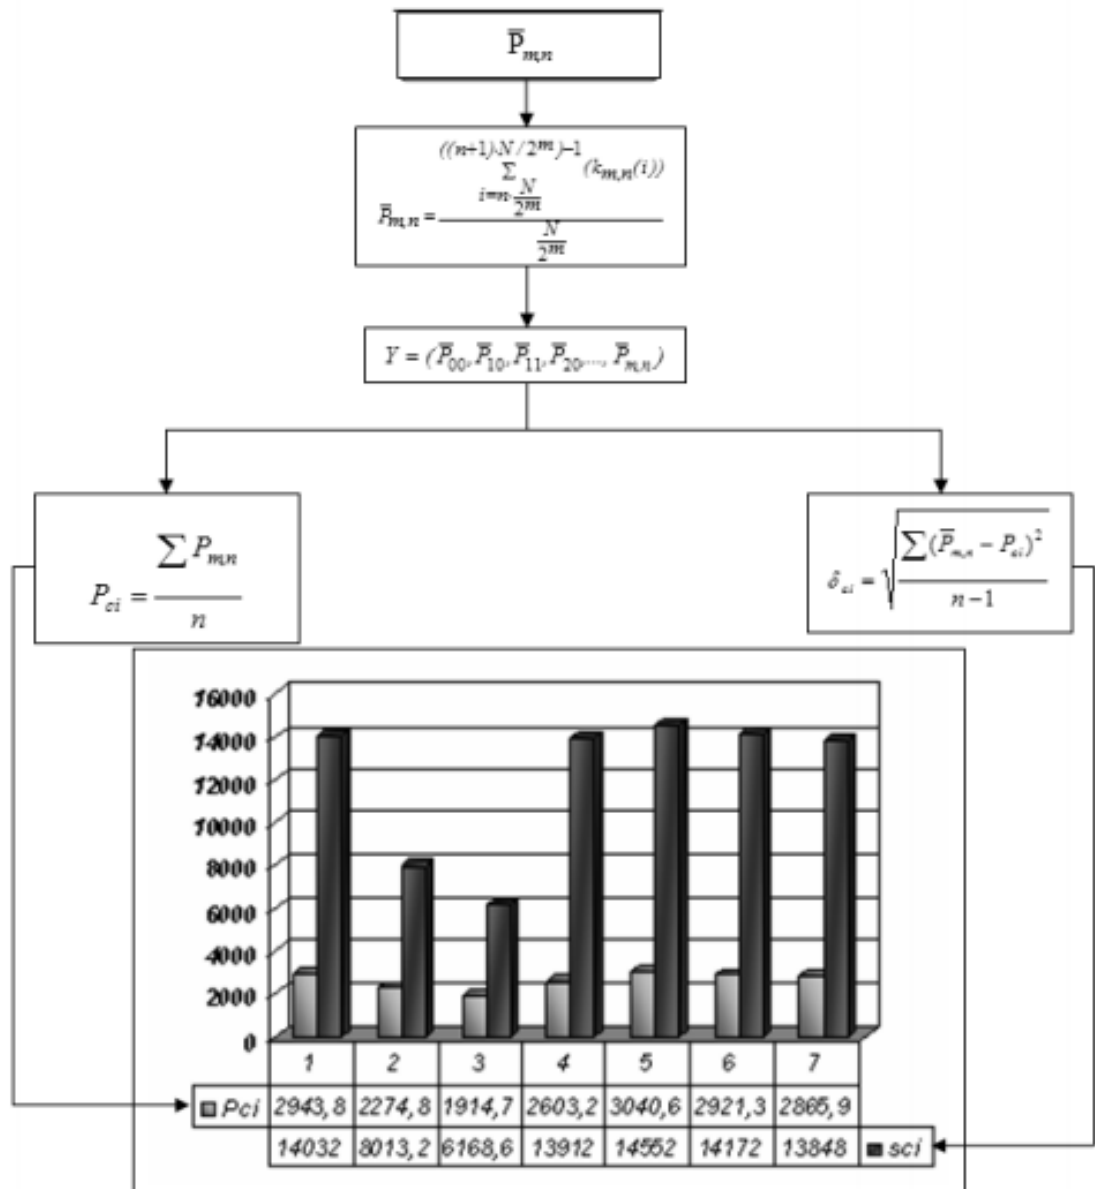 P̅m,n
((n+1).N/2^m)-1
Σ (km,n(i))
i=n.N/2^m
P̅m,n =
N/2^m
Y = (P̅00, P̅10, P̅11, P̅20,..., P̅m,n)
Pci = ∑ Pm,n / n
δci = √(∑(P̅m,n − Pci)² / n−1)
16000
14000
12000
10000
8000
6000
4000
2000
0
1 2 3 4 5 6 7
Pci 2943,8 2274,8 1914,7 2603,2 3040,6 2921,3 2865,9
14032 8013,2 6168,6 13912 14552 14172 13848 sci